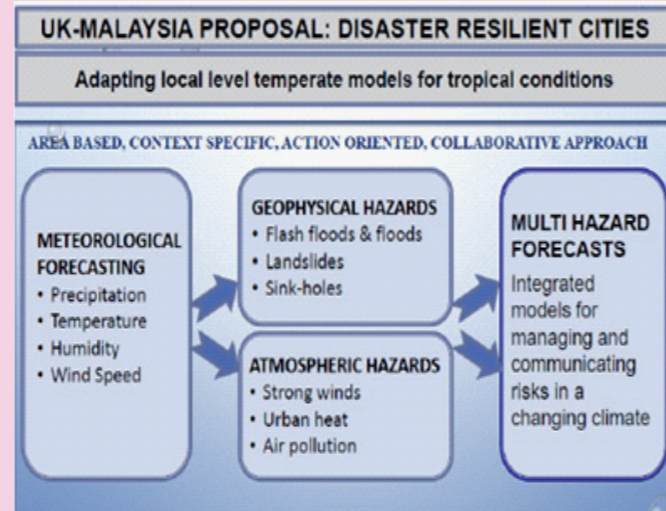 UK-MALAYSIA PROPOSAL: DISASTER RESILIENT CITIES
Adapting local level temperate models for tropical conditions
AREA BASED, CONTEXT SPECIFIC, ACTION ORIENTED, COLLABORATIVE APPROACH
METEOROLOGICAL
FORECASTING
• Precipitation
• Temperature
• Humidity
• Wind Speed
GEOPHYSICAL HAZARDS
• Flash floods & floods
• Landslides
• Sink-holes
ATMOSPHERIC HAZARDS
• Strong winds
• Urban heat
• Air pollution
MULTI HAZARD
FORECASTS
Integrated
models for
managing and
communicating
risks in a
changing climate